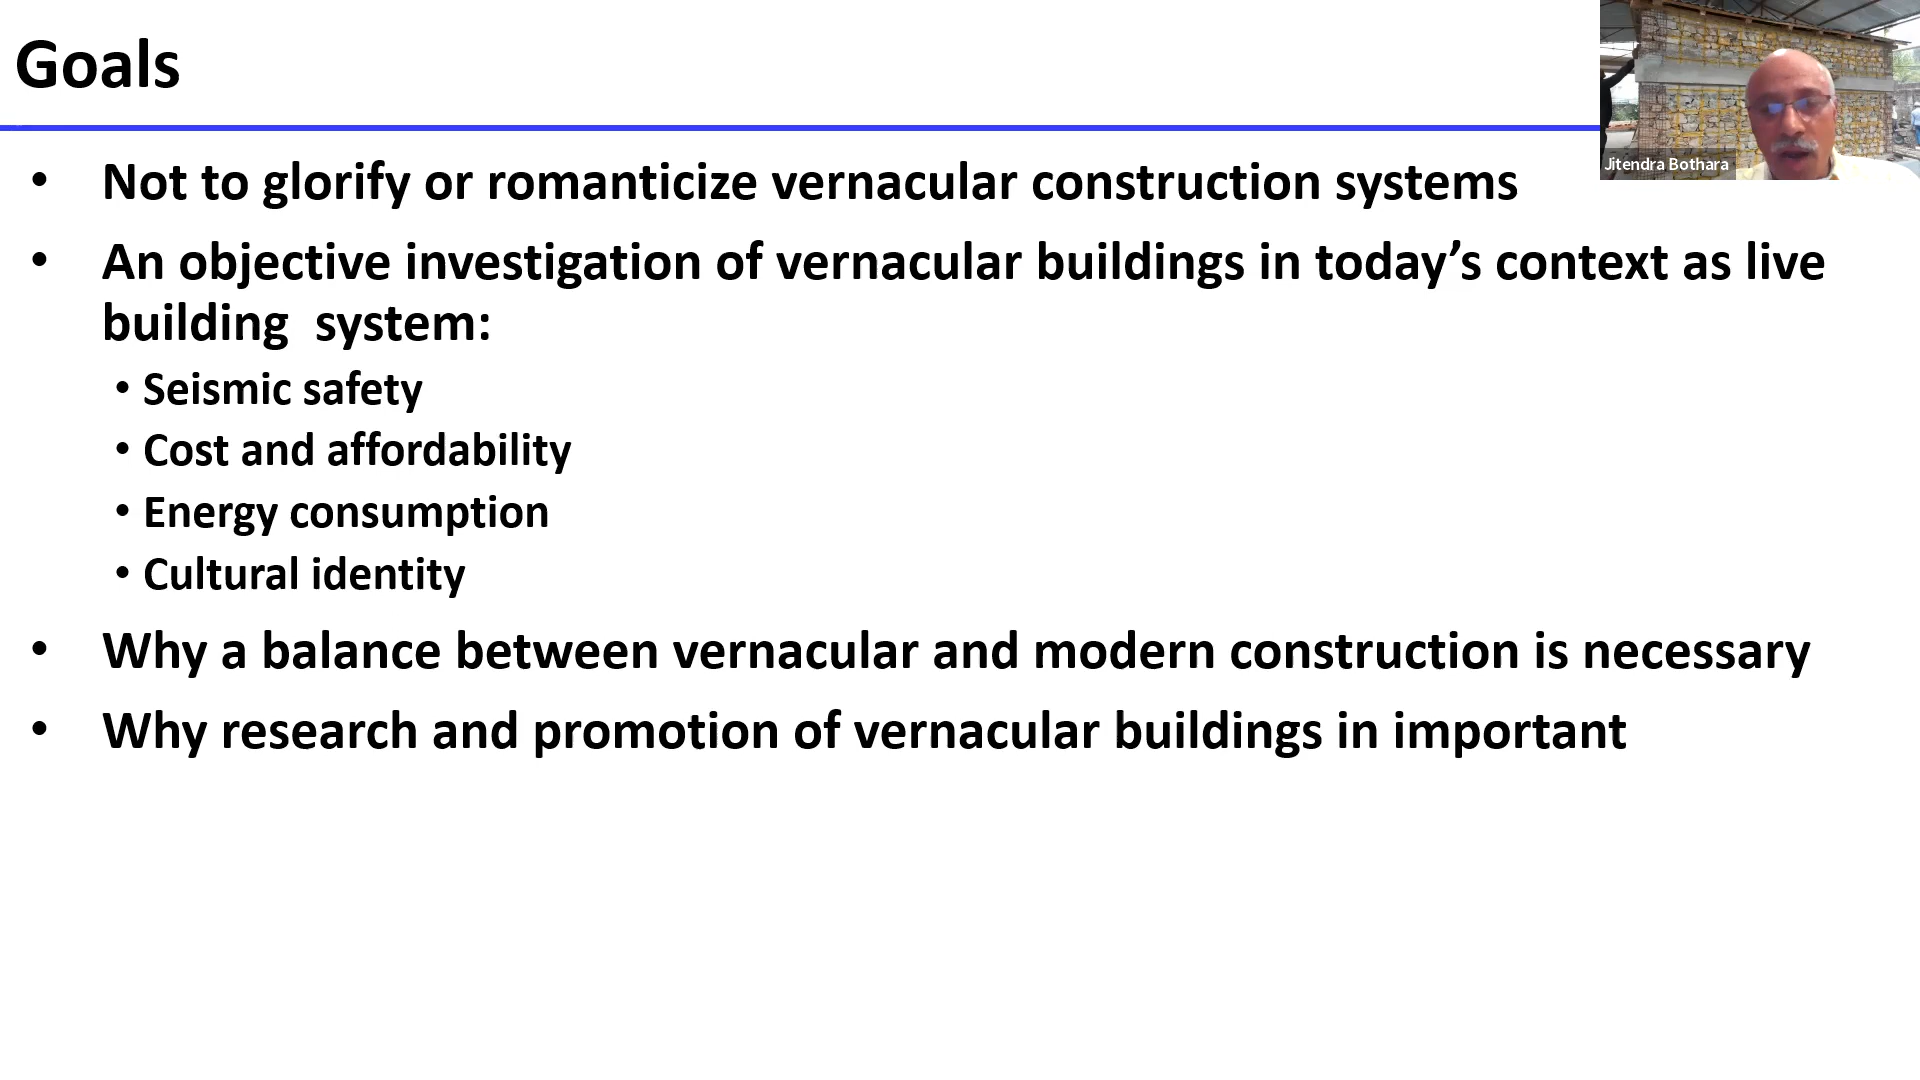 Goals
Jitendra Bothara
• Not to glorify or romanticize vernacular construction systems
• An objective investigation of vernacular buildings in today’s context as live
building  system:
• Seismic safety
• Cost and affordability
• Energy consumption
• Cultural identity
• Why a balance between vernacular and modern construction is necessary
• Why research and promotion of vernacular buildings in important